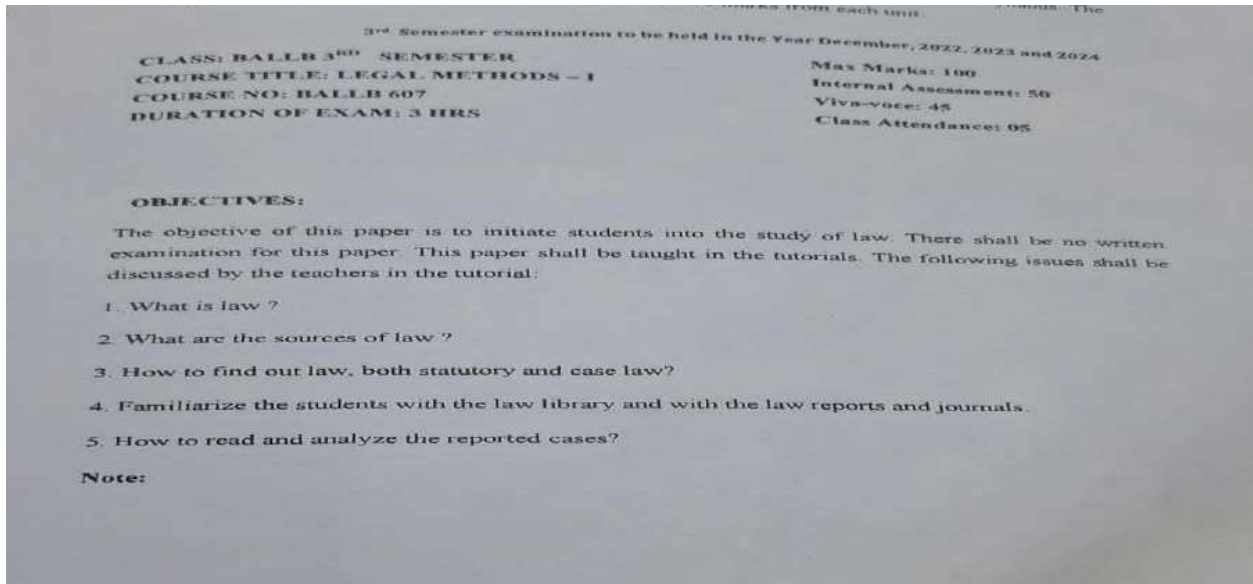 marks from each unit. The
3rd Semester examination to be held in the Year December, 2022, 2023 and 2024
CLASS: BALLB 3RD SEMESTER
Max Marks: 100
COURSE TITLE: LEGAL METHODS – I
Internal Assessment: 50
COURSE NO: BALLB 607
Viva-voce: 45
DURATION OF EXAM: 3 HRS
Class Attendance: 05
OBJECTIVES:
The objective of this paper is to initiate students into the study of law. There shall be no written
examination for this paper. This paper shall be taught in the tutorials. The following issues shall be
discussed by the teachers in the tutorial:
1. What is law ?
2. What are the sources of law ?
3. How to find out law, both statutory and case law?
4. Familiarize the students with the law library and with the law reports and journals.
5. How to read and analyze the reported cases?
Note: